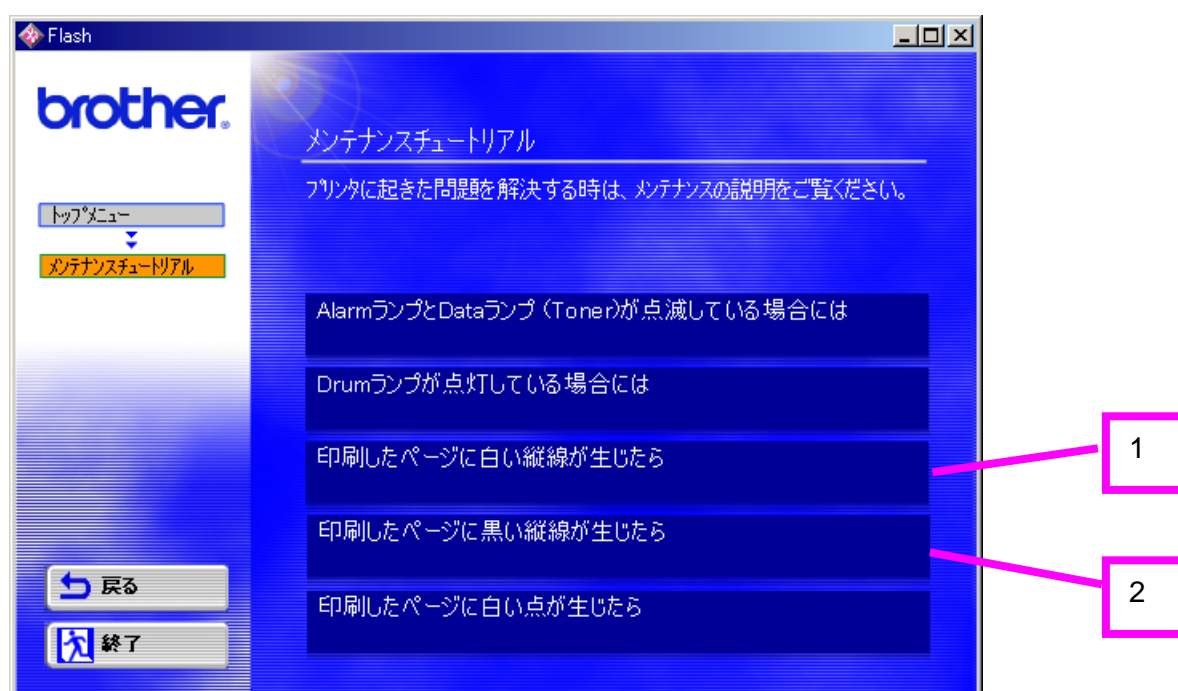 Flash
brother
トップメニュー
メンテナンスチュートリアル
戻る
終了
メンテナンスチュートリアル
プリンタに起きた問題を解決する時は、メンテナンスの説明をご覧ください。
AlarmランプとDataランプ（Toner）が点滅している場合には
Drumランプが点灯している場合には
印刷したページに白い縦線が生じたら
印刷したページに黒い縦線が生じたら
印刷したページに白い点が生じたら
1
2